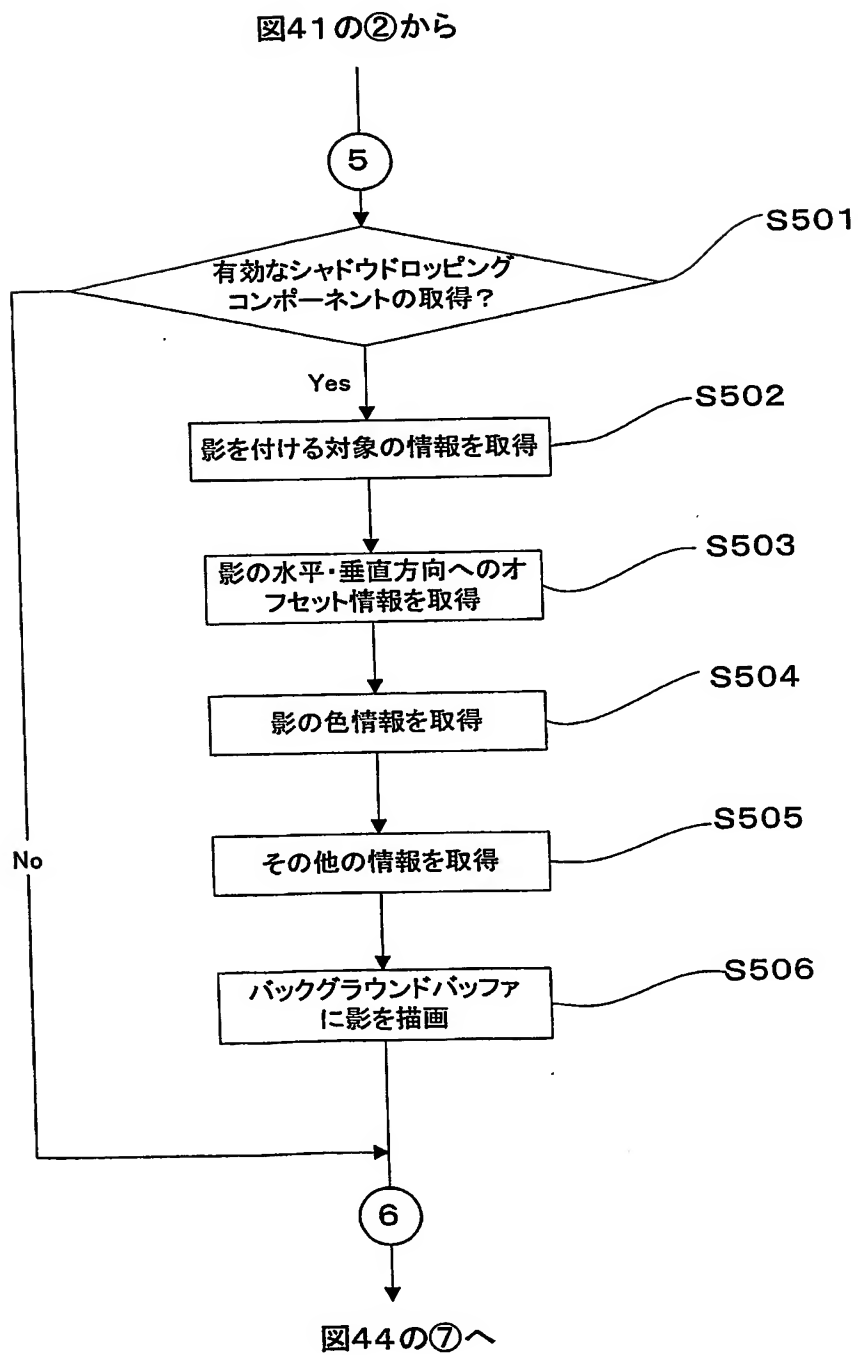 図41の②から
5
S501
有効なシャドウドロッピング
コンポーネントの取得？
Yes
S502
影を付ける対象の情報を取得
S503
影の水平・垂直方向へのオ
フセット情報を取得
S504
影の色情報を取得
S505
その他の情報を取得
No
S506
バックグラウンドバッファ
に影を描画
6
図44の⑦へ